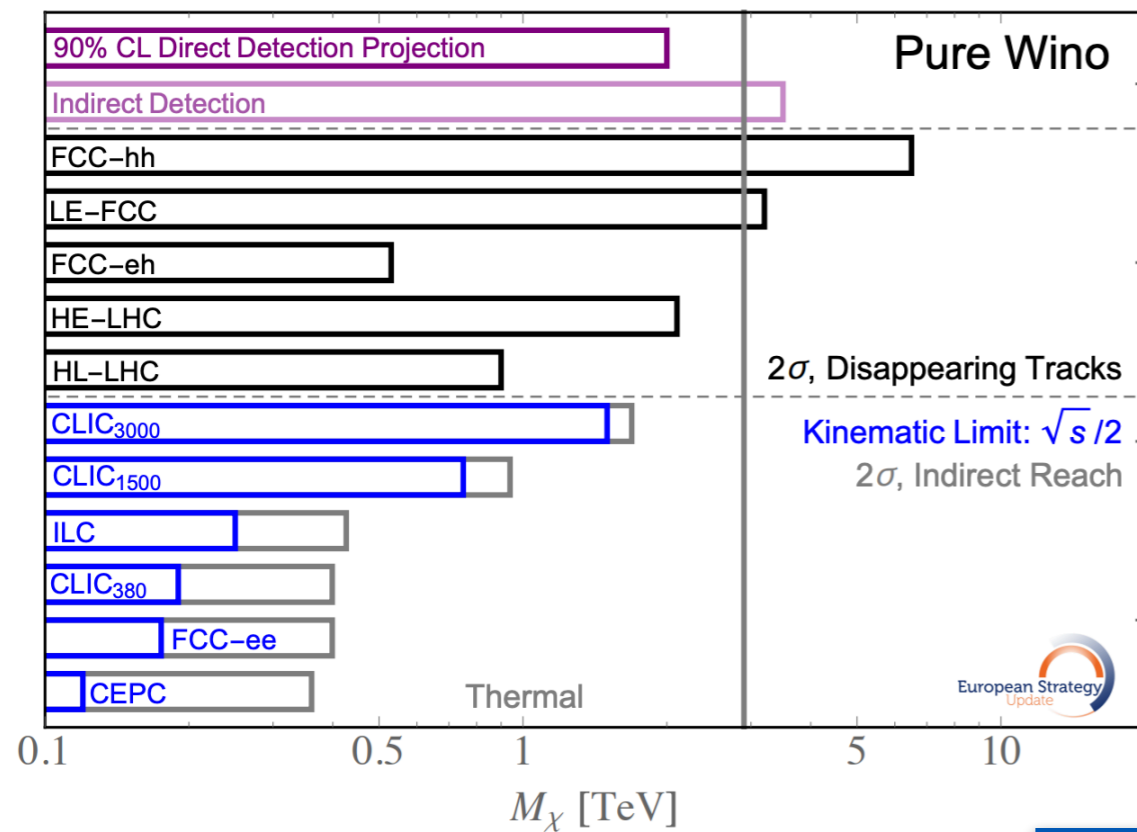 90% CL Direct Detection Projection
Pure Wino
Indirect Detection
FCC-hh
LE-FCC
FCC-eh
HE-LHC
HL-LHC
2σ, Disappearing Tracks
CLIC₃₀₀₀
Kinematic Limit: √s/2
CLIC₁₅₀₀
2σ, Indirect Reach
ILC
CLIC₃₈₀
FCC-ee
CEPC
Thermal
European Strategy
Update
0.1 0.5 1 5 10
Mχ [TeV]